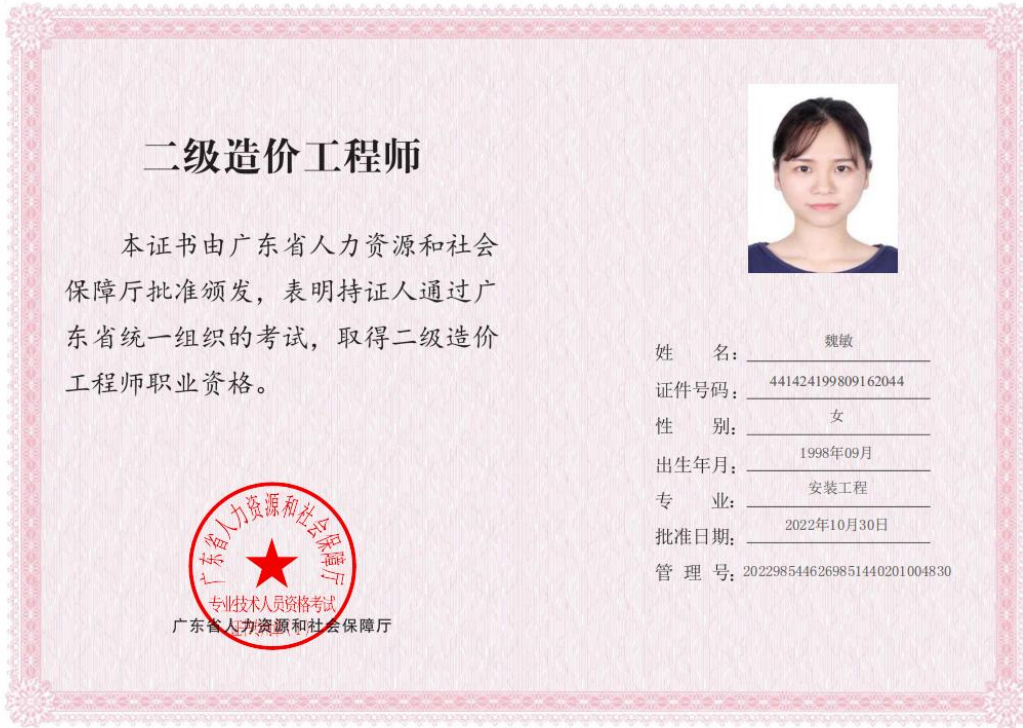 二级造价工程师
本证书由广东省人力资源和社会
保障厅批准颁发，表明持证人通过广
东省统一组织的考试，取得二级造价
工程师职业资格。
广东省人力资源和社会保障厅
专业技术人员资格考试
广东省人力资源和社会保障厅
姓 名：魏敏
证件号码：441424199809162044
性 别：女
出生年月：1998年09月
专 业：安装工程
批准日期：2022年10月30日
管 理 号：2022985446269851440201004830